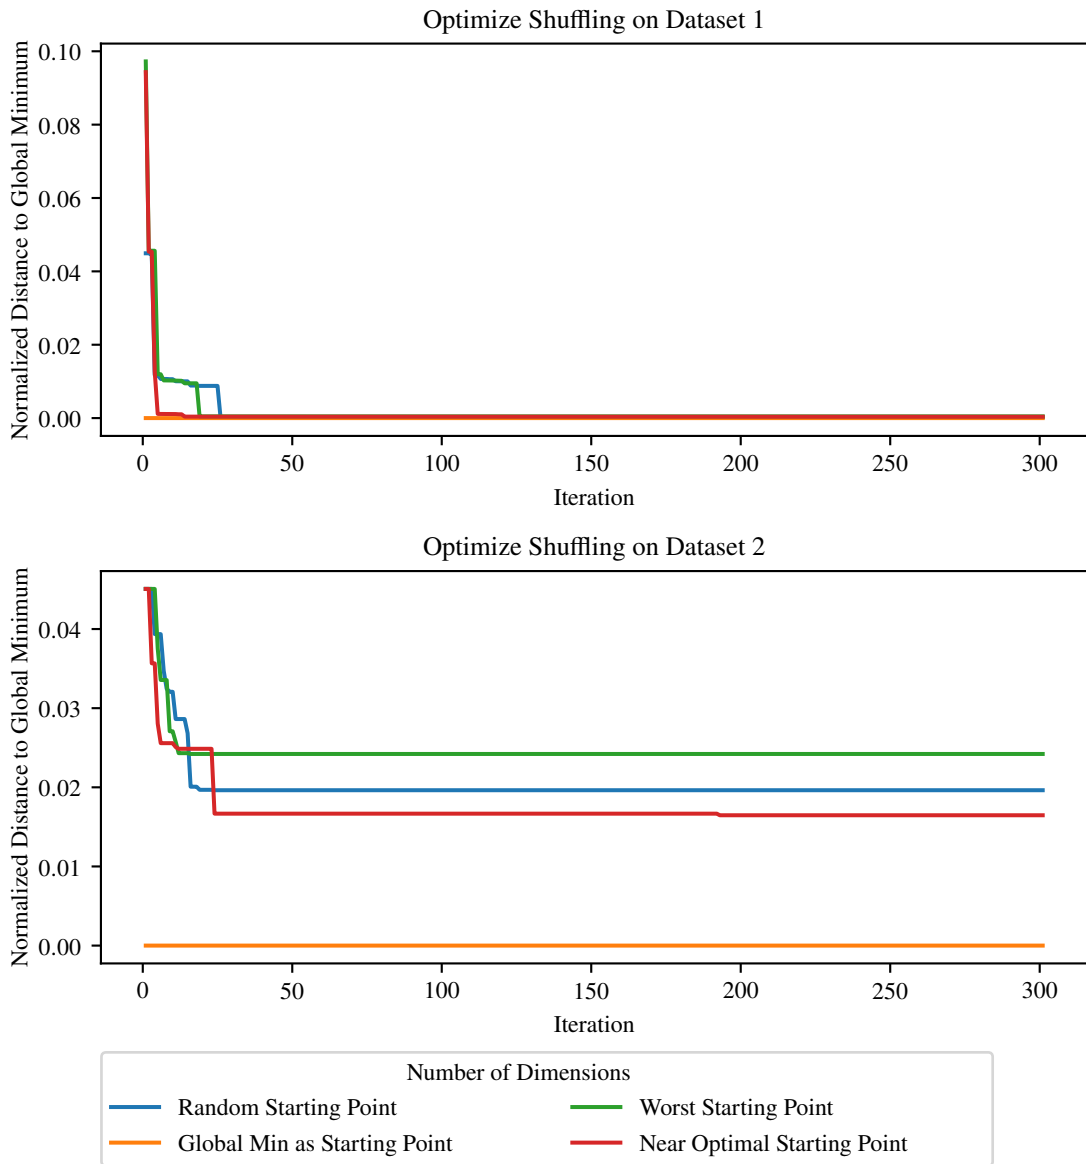 Optimize Shuffling on Dataset 1
Normalized Distance to Global Minimum
0.10
0.08
0.06
0.04
0.02
0.00
0 50 100 150 200 250 300
Iteration
Optimize Shuffling on Dataset 2
Normalized Distance to Global Minimum
0.04
0.03
0.02
0.01
0.00
0 50 100 150 200 250 300
Iteration
Number of Dimensions
Random Starting Point
Worst Starting Point
Global Min as Starting Point
Near Optimal Starting Point